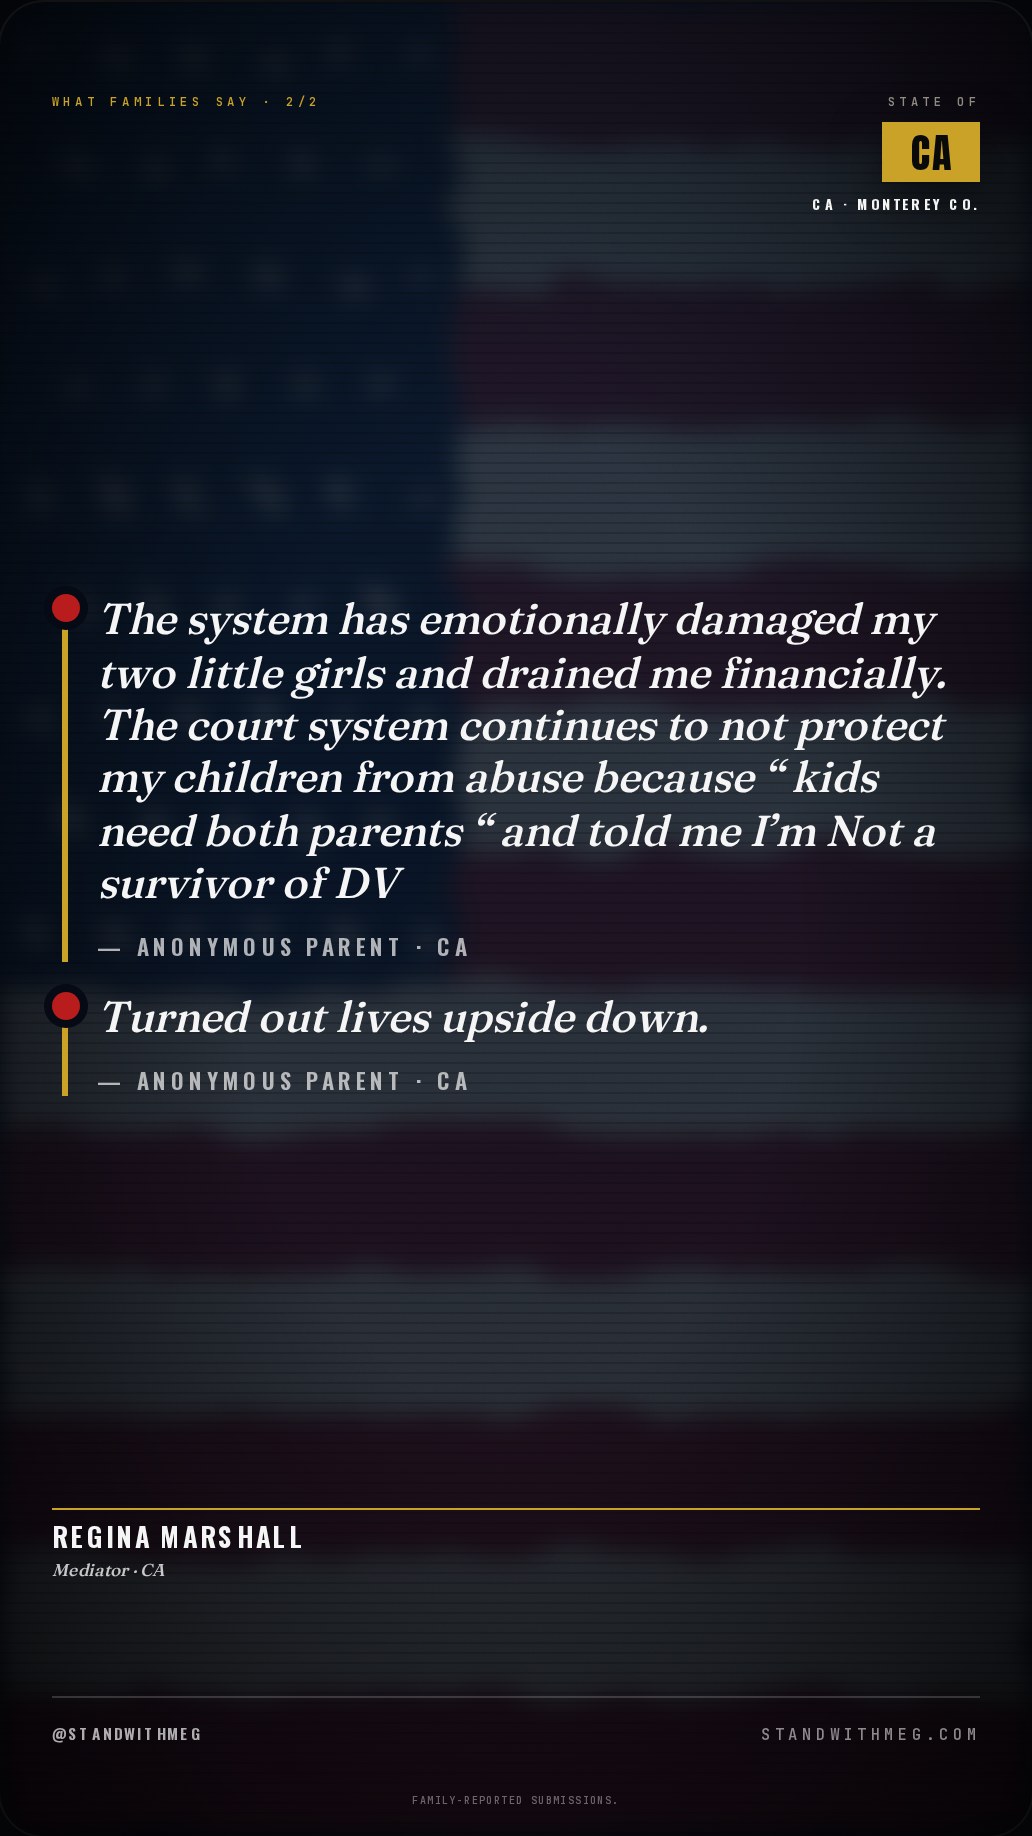 WHAT FAMILIES SAY · 2/2
STATE OF
CA
CA · MONTEREY CO.
The system has emotionally damaged my
two little girls and drained me financially.
The court system continues to not protect
my children from abuse because “ kids
need both parents “ and told me I’m Not a
survivor of DV
— ANONYMOUS PARENT · CA
Turned out lives upside down.
— ANONYMOUS PARENT · CA
REGINA MARSHALL
Mediator · CA
@STANDWITHMEG
STANDWITHMEG.COM
FAMILY-REPORTED SUBMISSIONS.